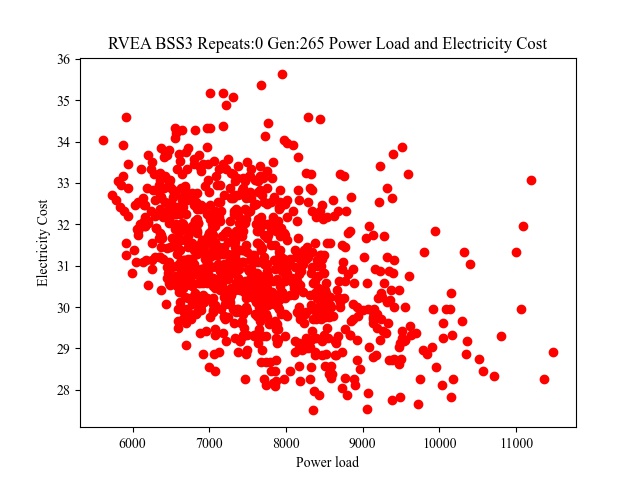 RVEA BSS3 Repeats:0 Gen:265 Power Load and Electricity Cost
36
35
34
33
32
31
30
29
28
Electricity Cost
6000 7000 8000 9000 10000 11000
Power load